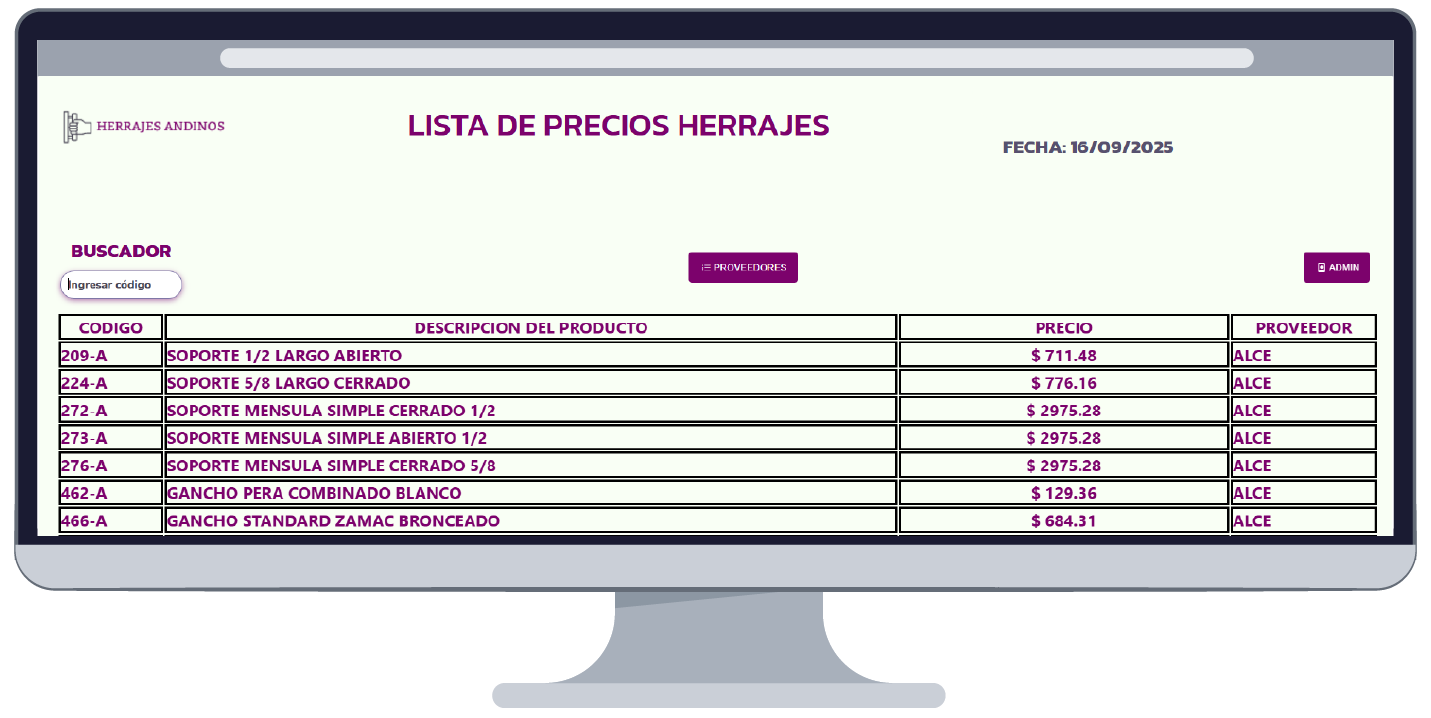 HERRAJES ANDINOS
LISTA DE PRECIOS HERRAJES
FECHA: 16/09/2025
BUSCADOR
Ingresar código
PROVEEDORES
ADMIN
CODIGO DESCRIPCION DEL PRODUCTO PRECIO PROVEEDOR
209-A SOPORTE 1/2 LARGO ABIERTO $ 711.48 ALCE
224-A SOPORTE 5/8 LARGO CERRADO $ 776.16 ALCE
272-A SOPORTE MENSULA SIMPLE CERRADO 1/2 $ 2975.28 ALCE
273-A SOPORTE MENSULA SIMPLE ABIERTO 1/2 $ 2975.28 ALCE
276-A SOPORTE MENSULA SIMPLE CERRADO 5/8 $ 2975.28 ALCE
462-A GANCHO PERA COMBINADO BLANCO $ 129.36 ALCE
466-A GANCHO STANDARD ZAMAC BRONCEADO $ 684.31 ALCE